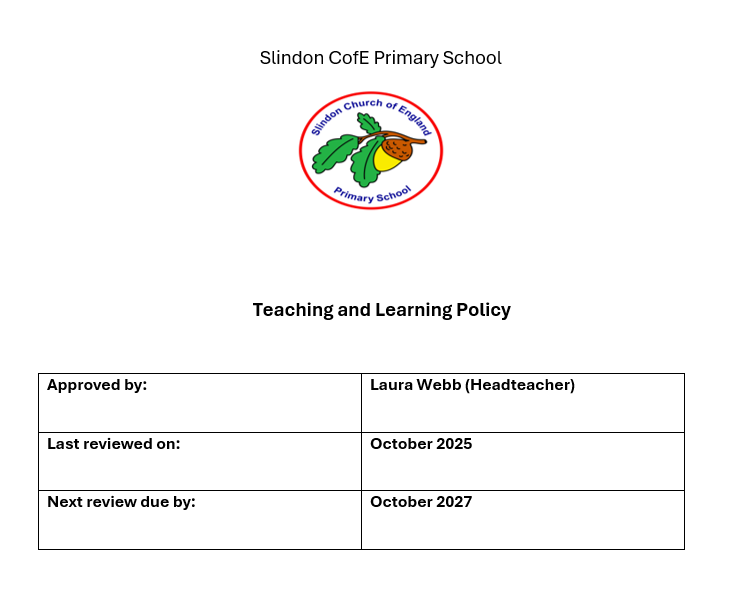 Slindon CofE Primary School
Slindon Church of England
Primary School
Teaching and Learning Policy
Approved by: Laura Webb (Headteacher)
Last reviewed on: October 2025
Next review due by: October 2027